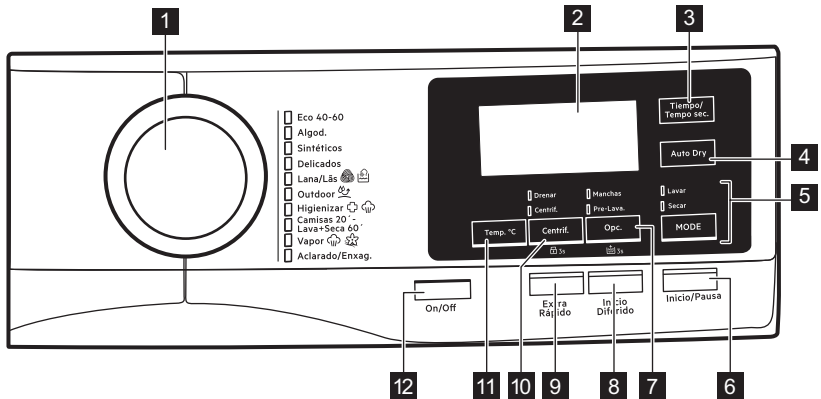 1
2
3
Tiempo/
Tempo sec.
4
Auto Dry
5
Eco 40-60
Algod.
Sintéticos
Delicados
Lana/Lãs
Outdoor
Higienizar
Camisas 20´-
Lava+Seca 60´
Vapor
Aclarado/Enxag.
Drenar
Centrif.
Manchas
Pre-Lava.
Lavar
Secar
Temp. °C
Centrif.
Opc.
MODE
3s
3s
On/Off
Extra
Rápido
Inicio
Diferido
Inicio/Pausa
12
11
10
9
8
7
6